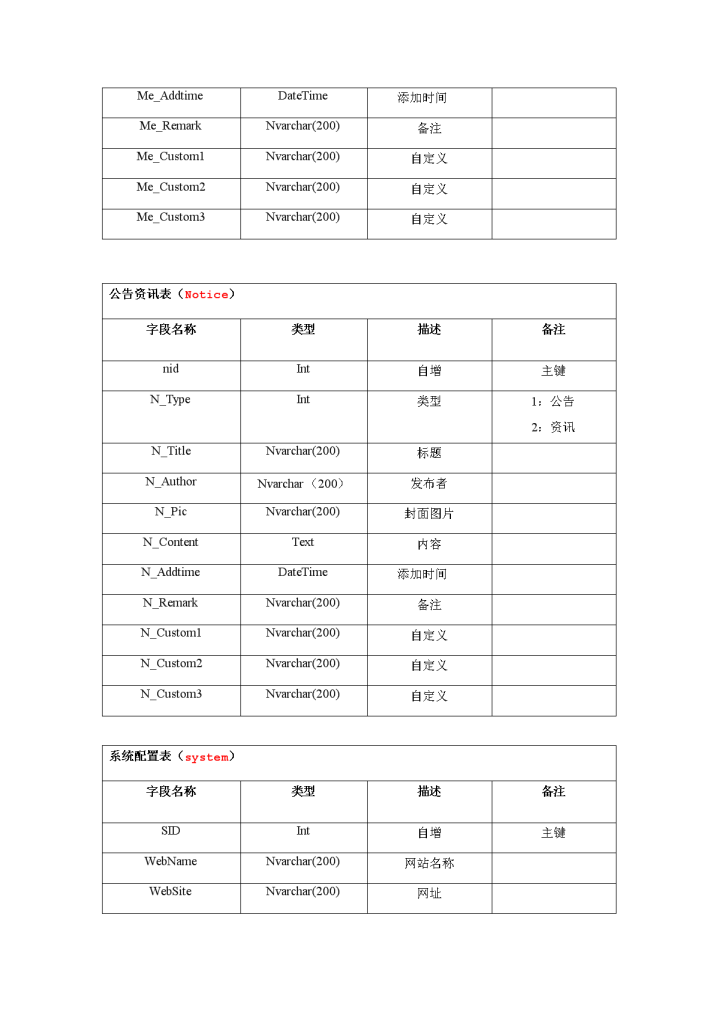 Me_Addtime DateTime 添加时间
Me_Remark Nvarchar(200) 备注
Me_Custom1 Nvarchar(200) 自定义
Me_Custom2 Nvarchar(200) 自定义
Me_Custom3 Nvarchar(200) 自定义
公告资讯表（Notice）
字段名称 类型 描述 备注
nid Int 自增 主键
N_Type Int 类型 1：公告
2：资讯
N_Title Nvarchar(200) 标题
N_Author Nvarchar（200） 发布者
N_Pic Nvarchar(200) 封面图片
N_Content Text 内容
N_Addtime DateTime 添加时间
N_Remark Nvarchar(200) 备注
N_Custom1 Nvarchar(200) 自定义
N_Custom2 Nvarchar(200) 自定义
N_Custom3 Nvarchar(200) 自定义
系统配置表（system）
字段名称 类型 描述 备注
SID Int 自增 主键
WebName Nvarchar(200) 网站名称
WebSite Nvarchar(200) 网址